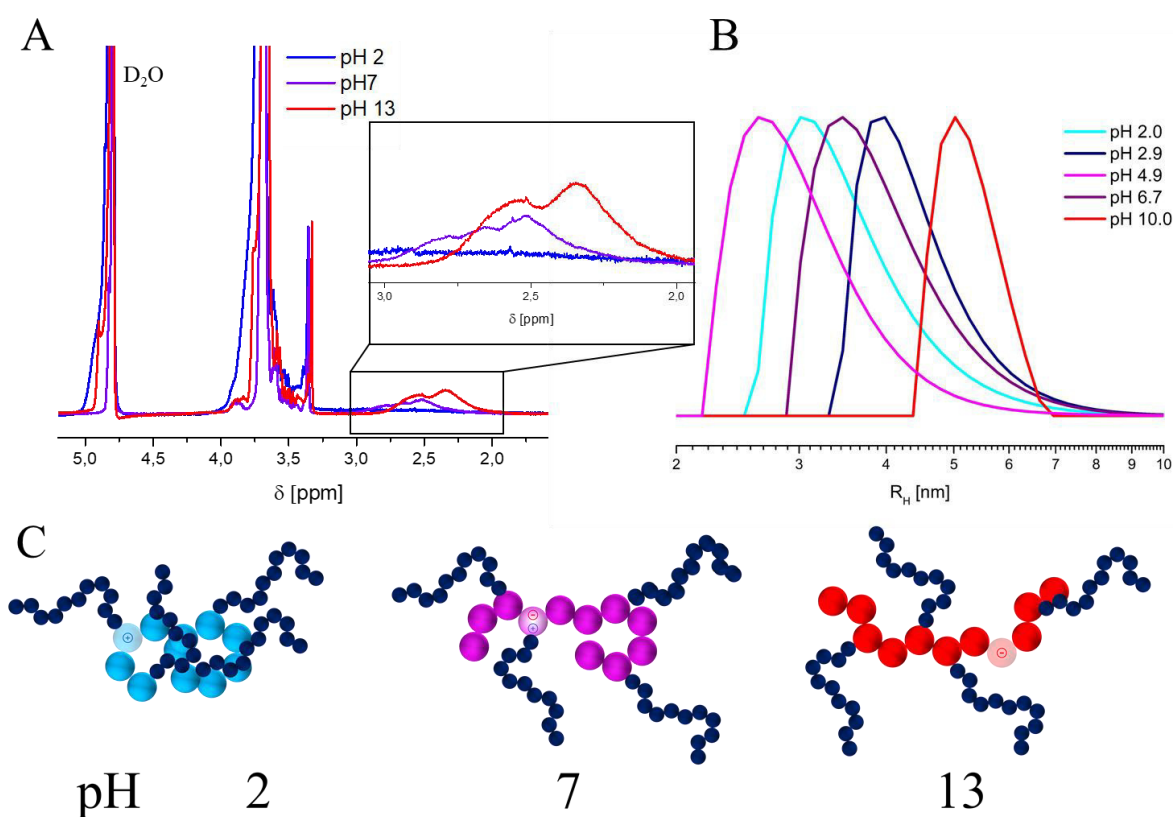 A
D₂O
pH 2
pH7
pH 13
3,0
2,5
2,0
δ [ppm]
5,0
4,5
4,0
3,5
3,0
2,5
2,0
δ [ppm]
B
pH 2.0
pH 2.9
pH 4.9
pH 6.7
pH 10.0
2
3
4
5
6
7
8
9
10
R_H [nm]
C
+
−
+
−
pH 2 7 13